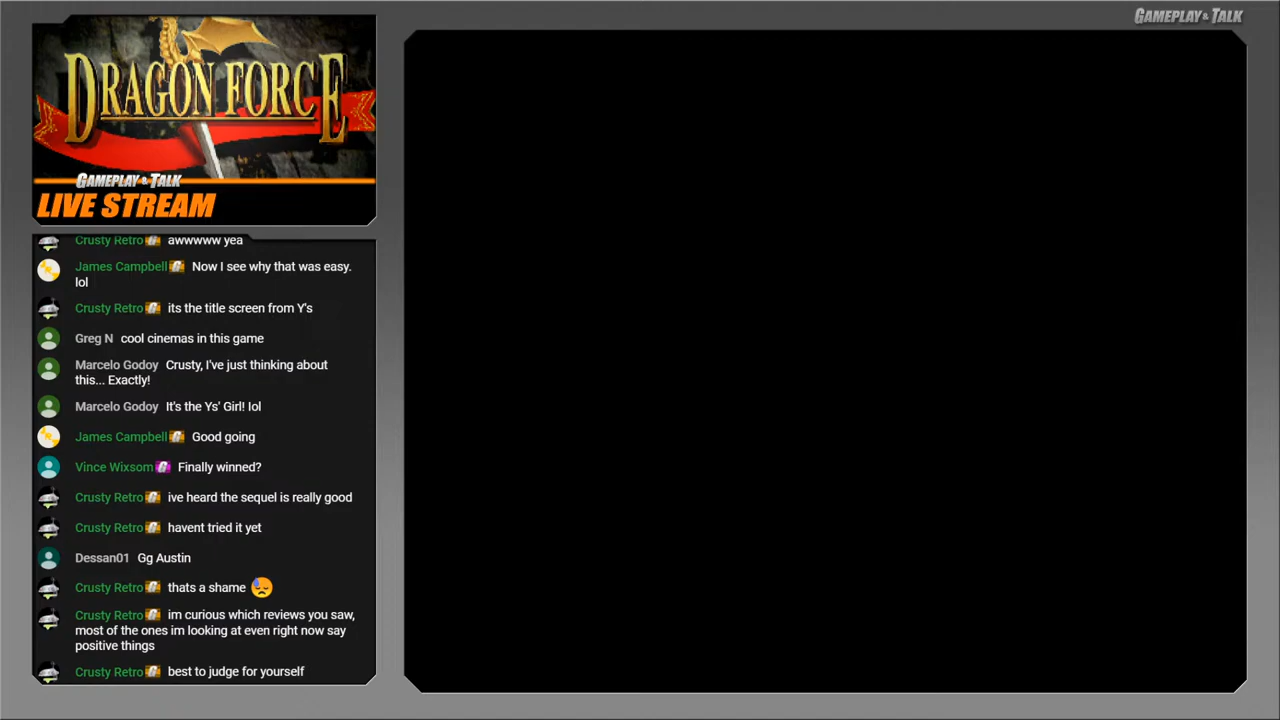 GAMEPLAY & TALK
DRAGON FORCE
GAMEPLAY & TALK
LIVE STREAM
Crusty Retro awwwww yea
James Campbell Now I see why that was easy.
lol
Crusty Retro its the title screen from Y's
Greg N cool cinemas in this game
Marcelo Godoy Crusty, I've just thinking about
this... Exactly!
Marcelo Godoy It's the Ys' Girl! lol
James Campbell Good going
Vince Wixsom Finally winned?
Crusty Retro ive heard the sequel is really good
Crusty Retro havent tried it yet
Dessan01 Gg Austin
Crusty Retro thats a shame
Crusty Retro im curious which reviews you saw,
most of the ones im looking at even right now say
positive things
Crusty Retro best to judge for yourself